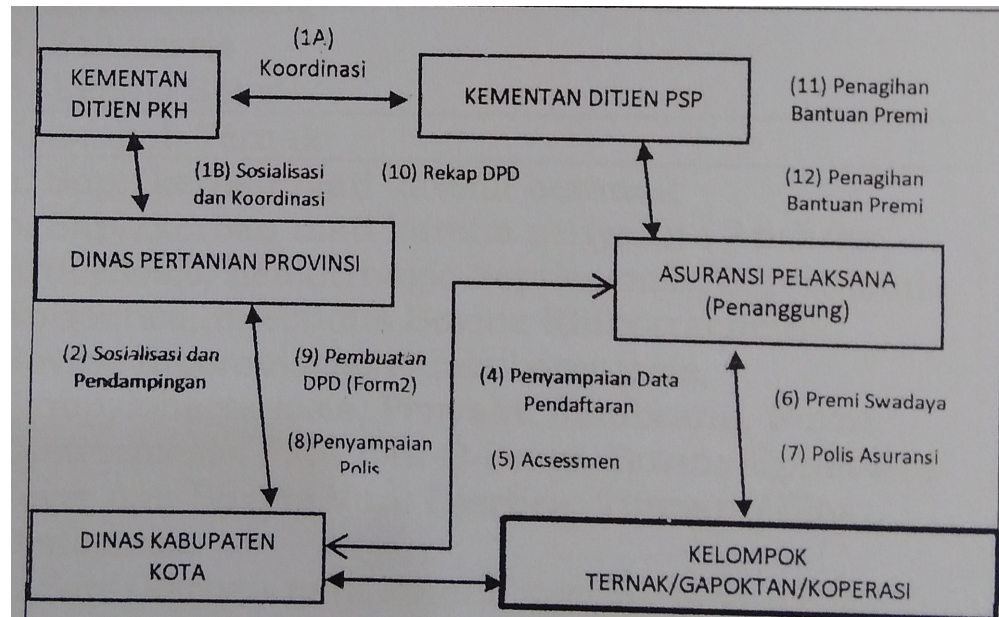 (1A)
Koordinasi
KEMENTAN
DITJEN PKH
KEMENTAN DITJEN PSP
(11) Penagihan
Bantuan Premi
(1B) Sosialisasi
dan Koordinasi
(10) Rekap DPD
(12) Penagihan
Bantuan Premi
DINAS PERTANIAN PROVINSI
ASURANSI PELAKSANA
(Penanggung)
(2) Sosialisasi dan
Pendampingan
(9) Pembuatan
DPD (Form2)
(4) Penyampaian Data
Pendaftaran
(6) Premi Swadaya
(8)Penyampaian
Polis
(5) Acsessmen
(7) Polis Asuransi
DINAS KABUPATEN
KOTA
KELOMPOK
TERNAK/GAPOKTAN/KOPERASI